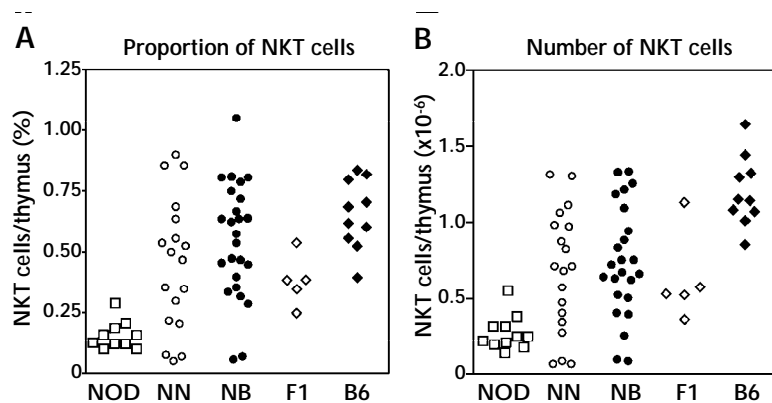 A
Proportion of NKT cells
NKT cells/thymus (%)
1.25
1.00
0.75
0.50
0.25
0
NOD NN NB F1 B6
B
Number of NKT cells
NKT cells/thymus (x10⁻⁶)
2.0
1.5
1.0
0.5
0
NOD NN NB F1 B6